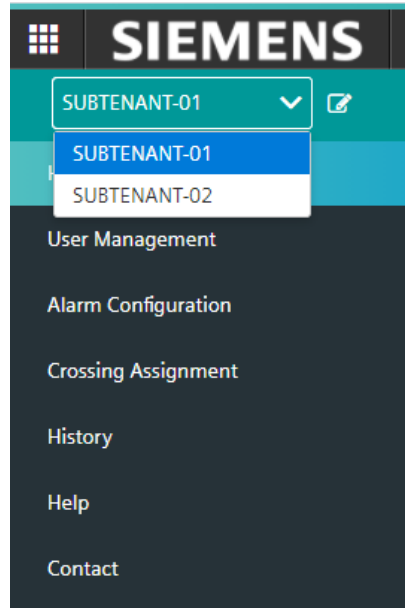 SIEMENS
SUBTENANT-01
SUBTENANT-01
SUBTENANT-02
User Management
Alarm Configuration
Crossing Assignment
History
Help
Contact